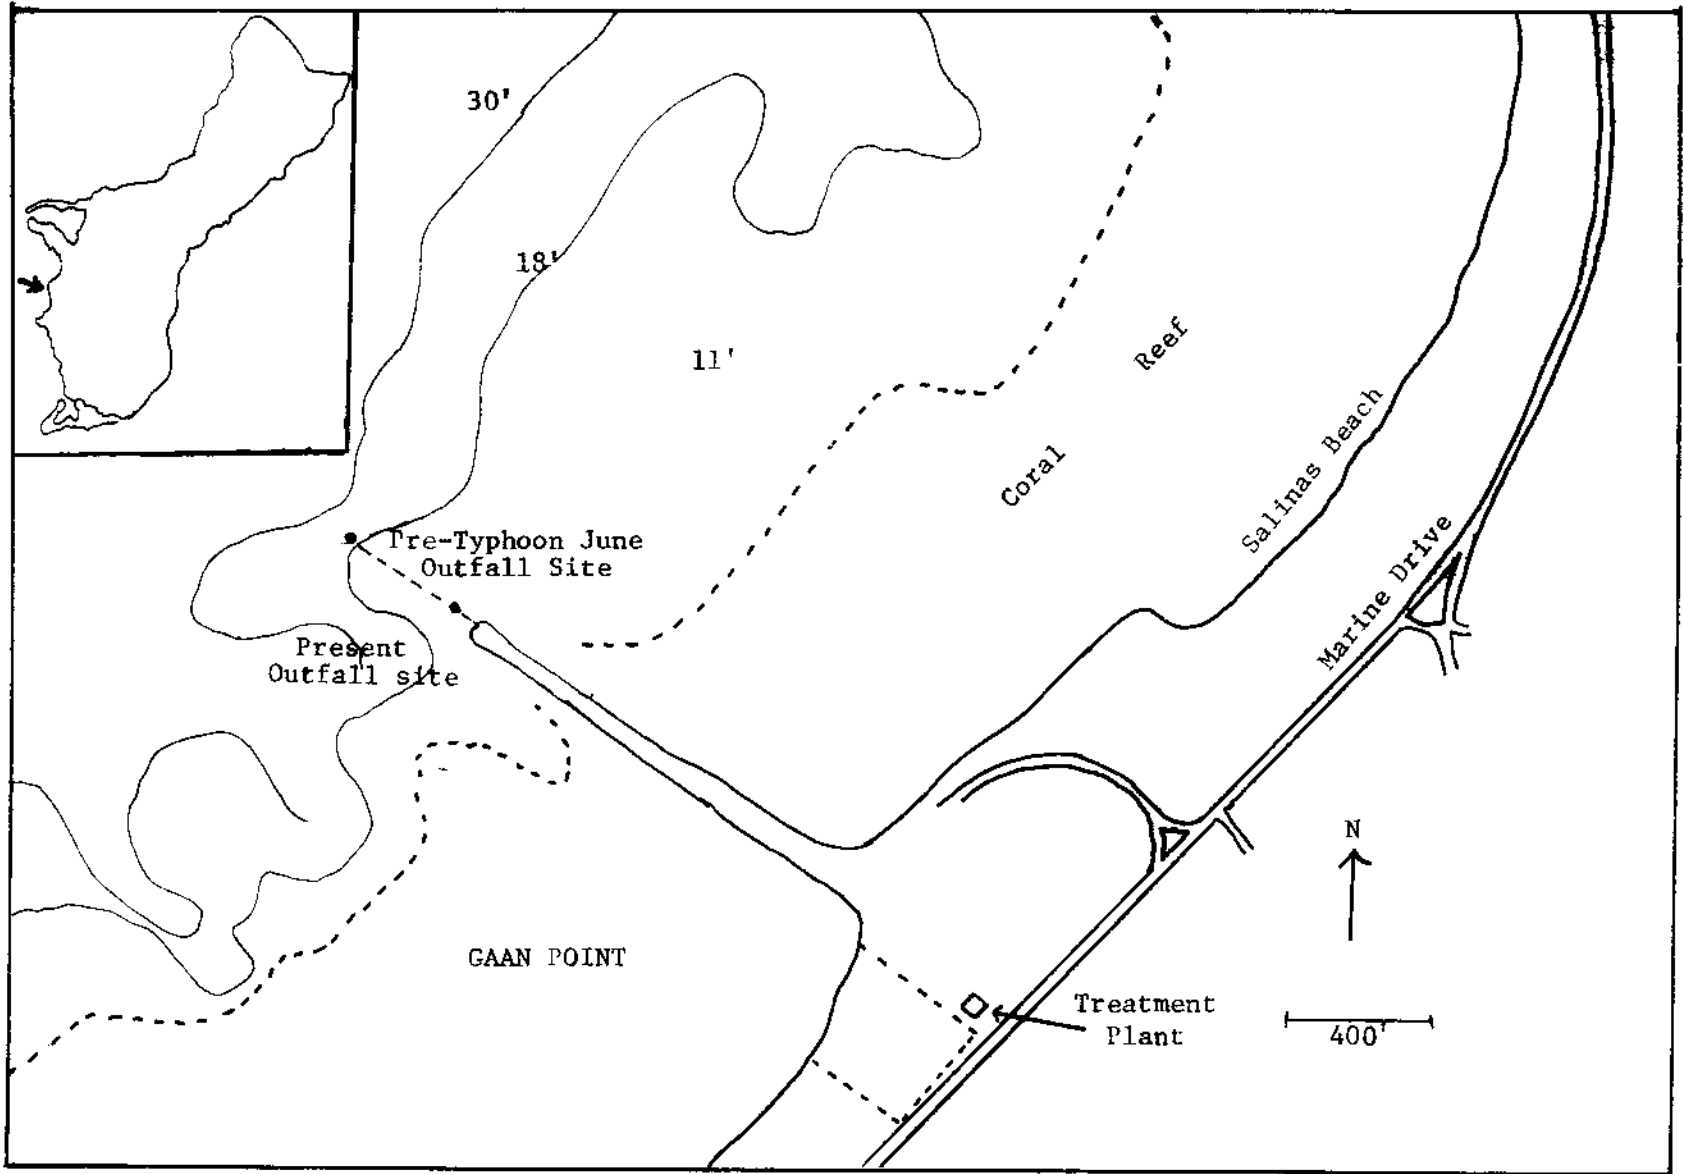 30'
18'
11'
Reef
Coral
Salinas Beach
Marine Drive
Pre-Typhoon June
Outfall Site
Present
Outfall site
N
GAAN POINT
Treatment
Plant
400'